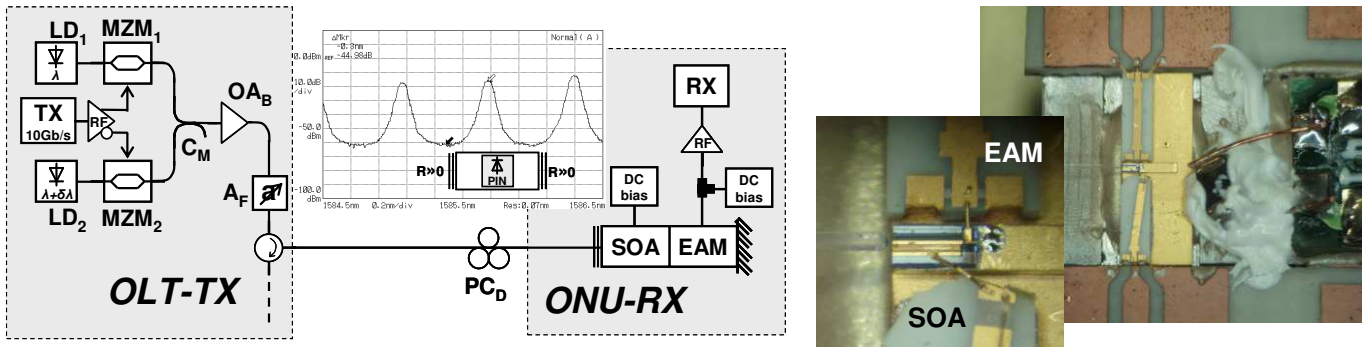 LD1
MZM1
λ
TX
10Gb/s
RF
OAB
CM
λ+δλ
LD2
MZM2
AF
a
OLT-TX
ΔMkr
-0.3nm
-44.98dB
Normal(A)
0.0dBm
REF
10.0dB
/div
-50.0
dBm
-100.0
dBm
R»0
PIN
R»0
1584.5nm
0.2nm/div
1585.5nm
Res:0.07nm
1586.5nm
PCD
RX
RF
DC
bias
DC
bias
SOA
EAM
ONU-RX
EAM
SOA